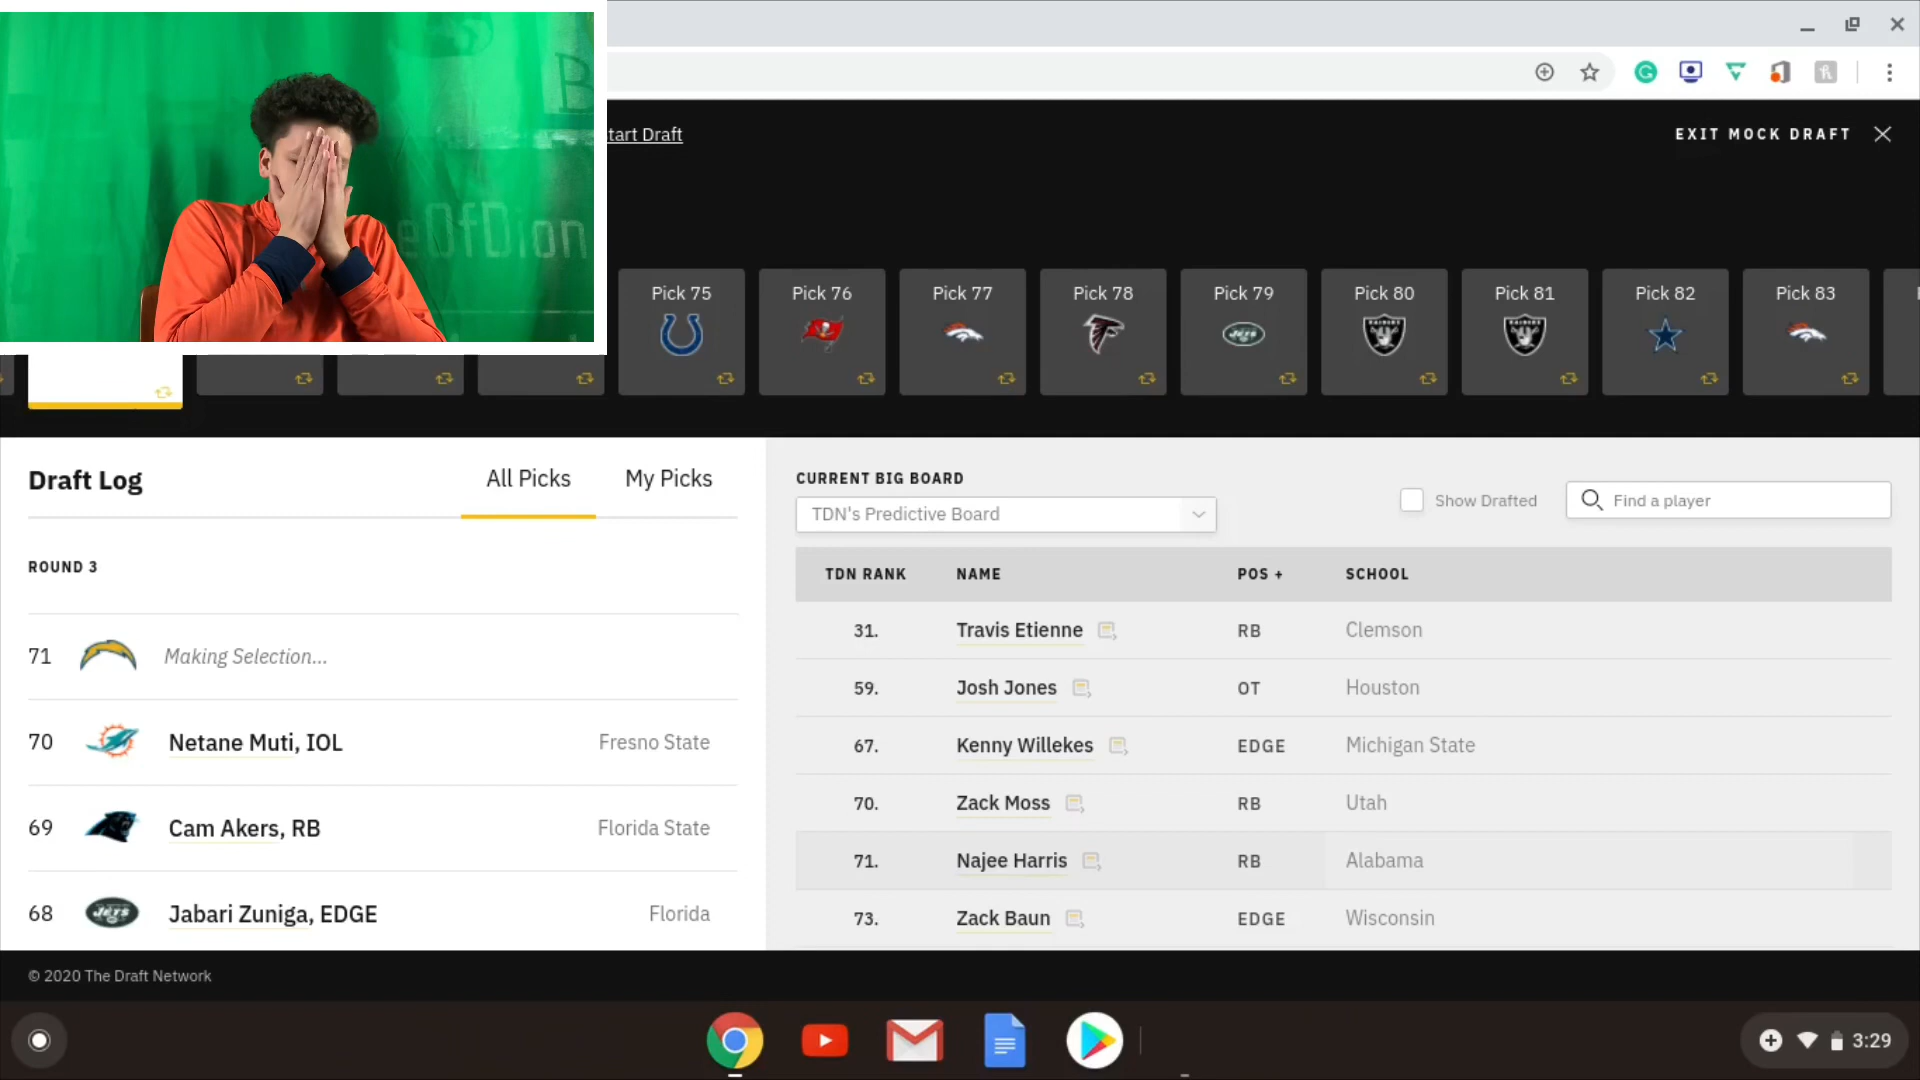 B
eOfDion
tart Draft
EXIT MOCK DRAFT
Pick 75
Pick 76
Pick 77
Pick 78
Pick 79
Pick 80
Pick 81
Pick 82
Pick 83
JETS
RAIDERS
RAIDERS
Draft Log
All Picks
My Picks
ROUND 3
71 Making Selection...
70 Netane Muti, IOL Fresno State
69 Cam Akers, RB Florida State
68 JETS Jabari Zuniga, EDGE Florida
CURRENT BIG BOARD
TDN's Predictive Board
Show Drafted
Find a player
TDN RANK NAME POS + SCHOOL
31. Travis Etienne RB Clemson
59. Josh Jones OT Houston
67. Kenny Willekes EDGE Michigan State
70. Zack Moss RB Utah
71. Najee Harris RB Alabama
73. Zack Baun EDGE Wisconsin
© 2020 The Draft Network
3:29